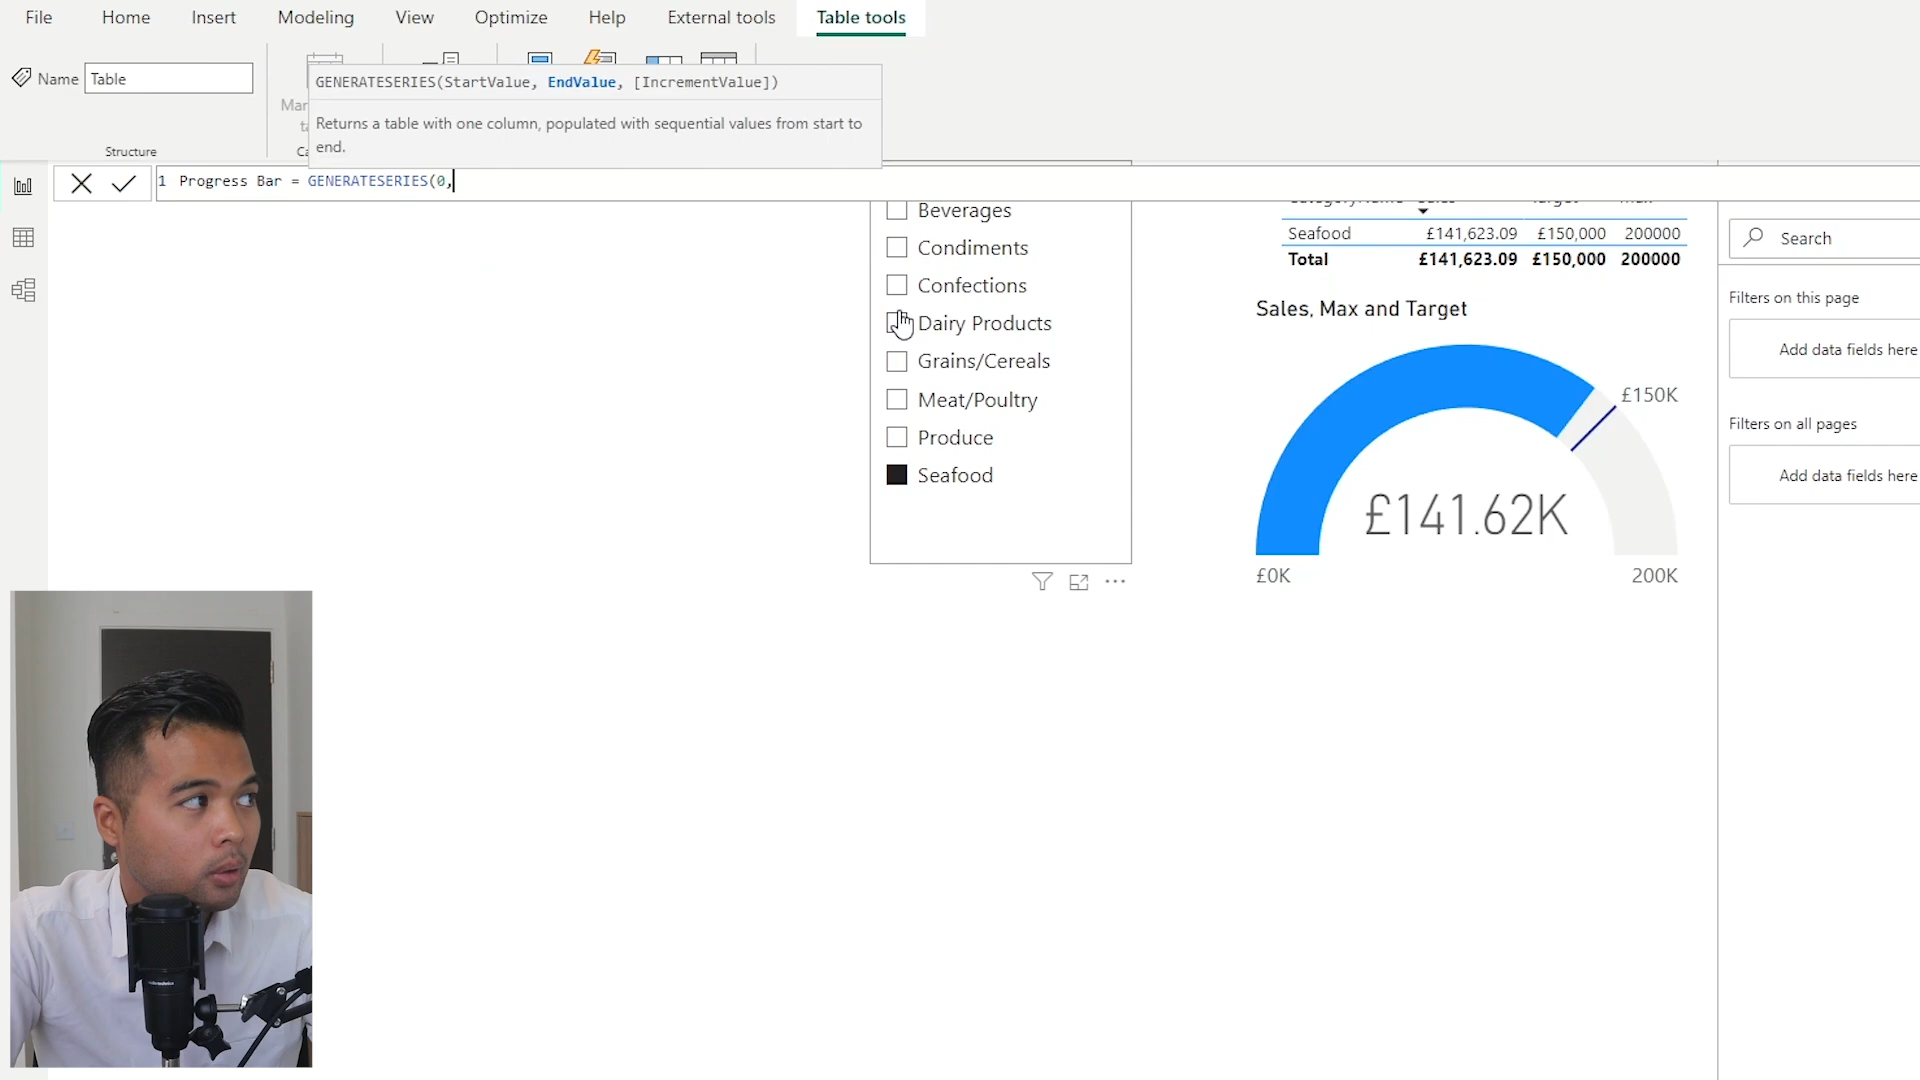 File Home Insert Modeling View Optimize Help External tools Table tools
Name Table
GENERATESERIES(StartValue, EndValue, [IncrementValue])
Returns a table with one column, populated with sequential values from start to
end.
Structure
1 Progress Bar = GENERATESERIES(0,
Beverages
Condiments
Confections
Dairy Products
Grains/Cereals
Meat/Poultry
Produce
Seafood
Seafood £141,623.09 £150,000 200000
Total £141,623.09 £150,000 200000
Sales, Max and Target
£150K
£141.62K
£0K 200K
Search
Filters on this page
Add data fields here
Filters on all pages
Add data fields here